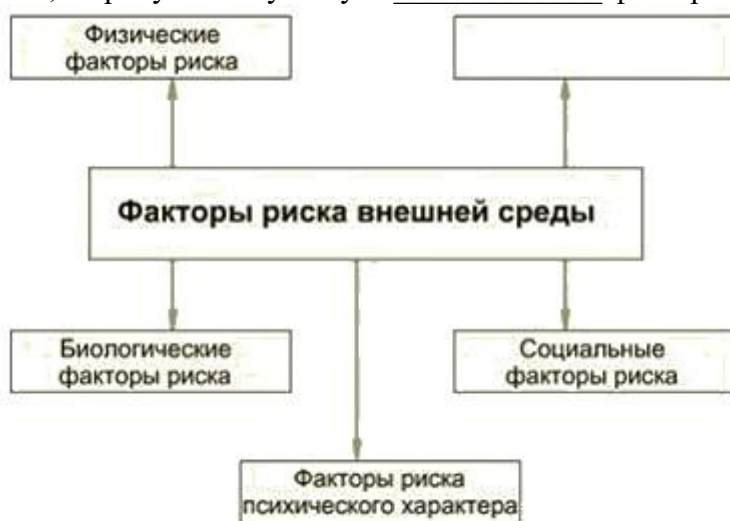 Физические
факторы риска
Факторы риска внешней среды
Биологические
факторы риска
Социальные
факторы риска
Факторы риска
психического характера